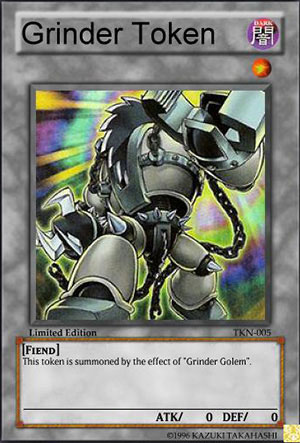 Grinder Token
DARK
闇
Limited Edition
TKN-005
[FIEND]
This token is summoned by the effect of "Grinder Golem".
ATK/ 0 DEF/ 0
©1996 KAZUKI TAKAHASHI